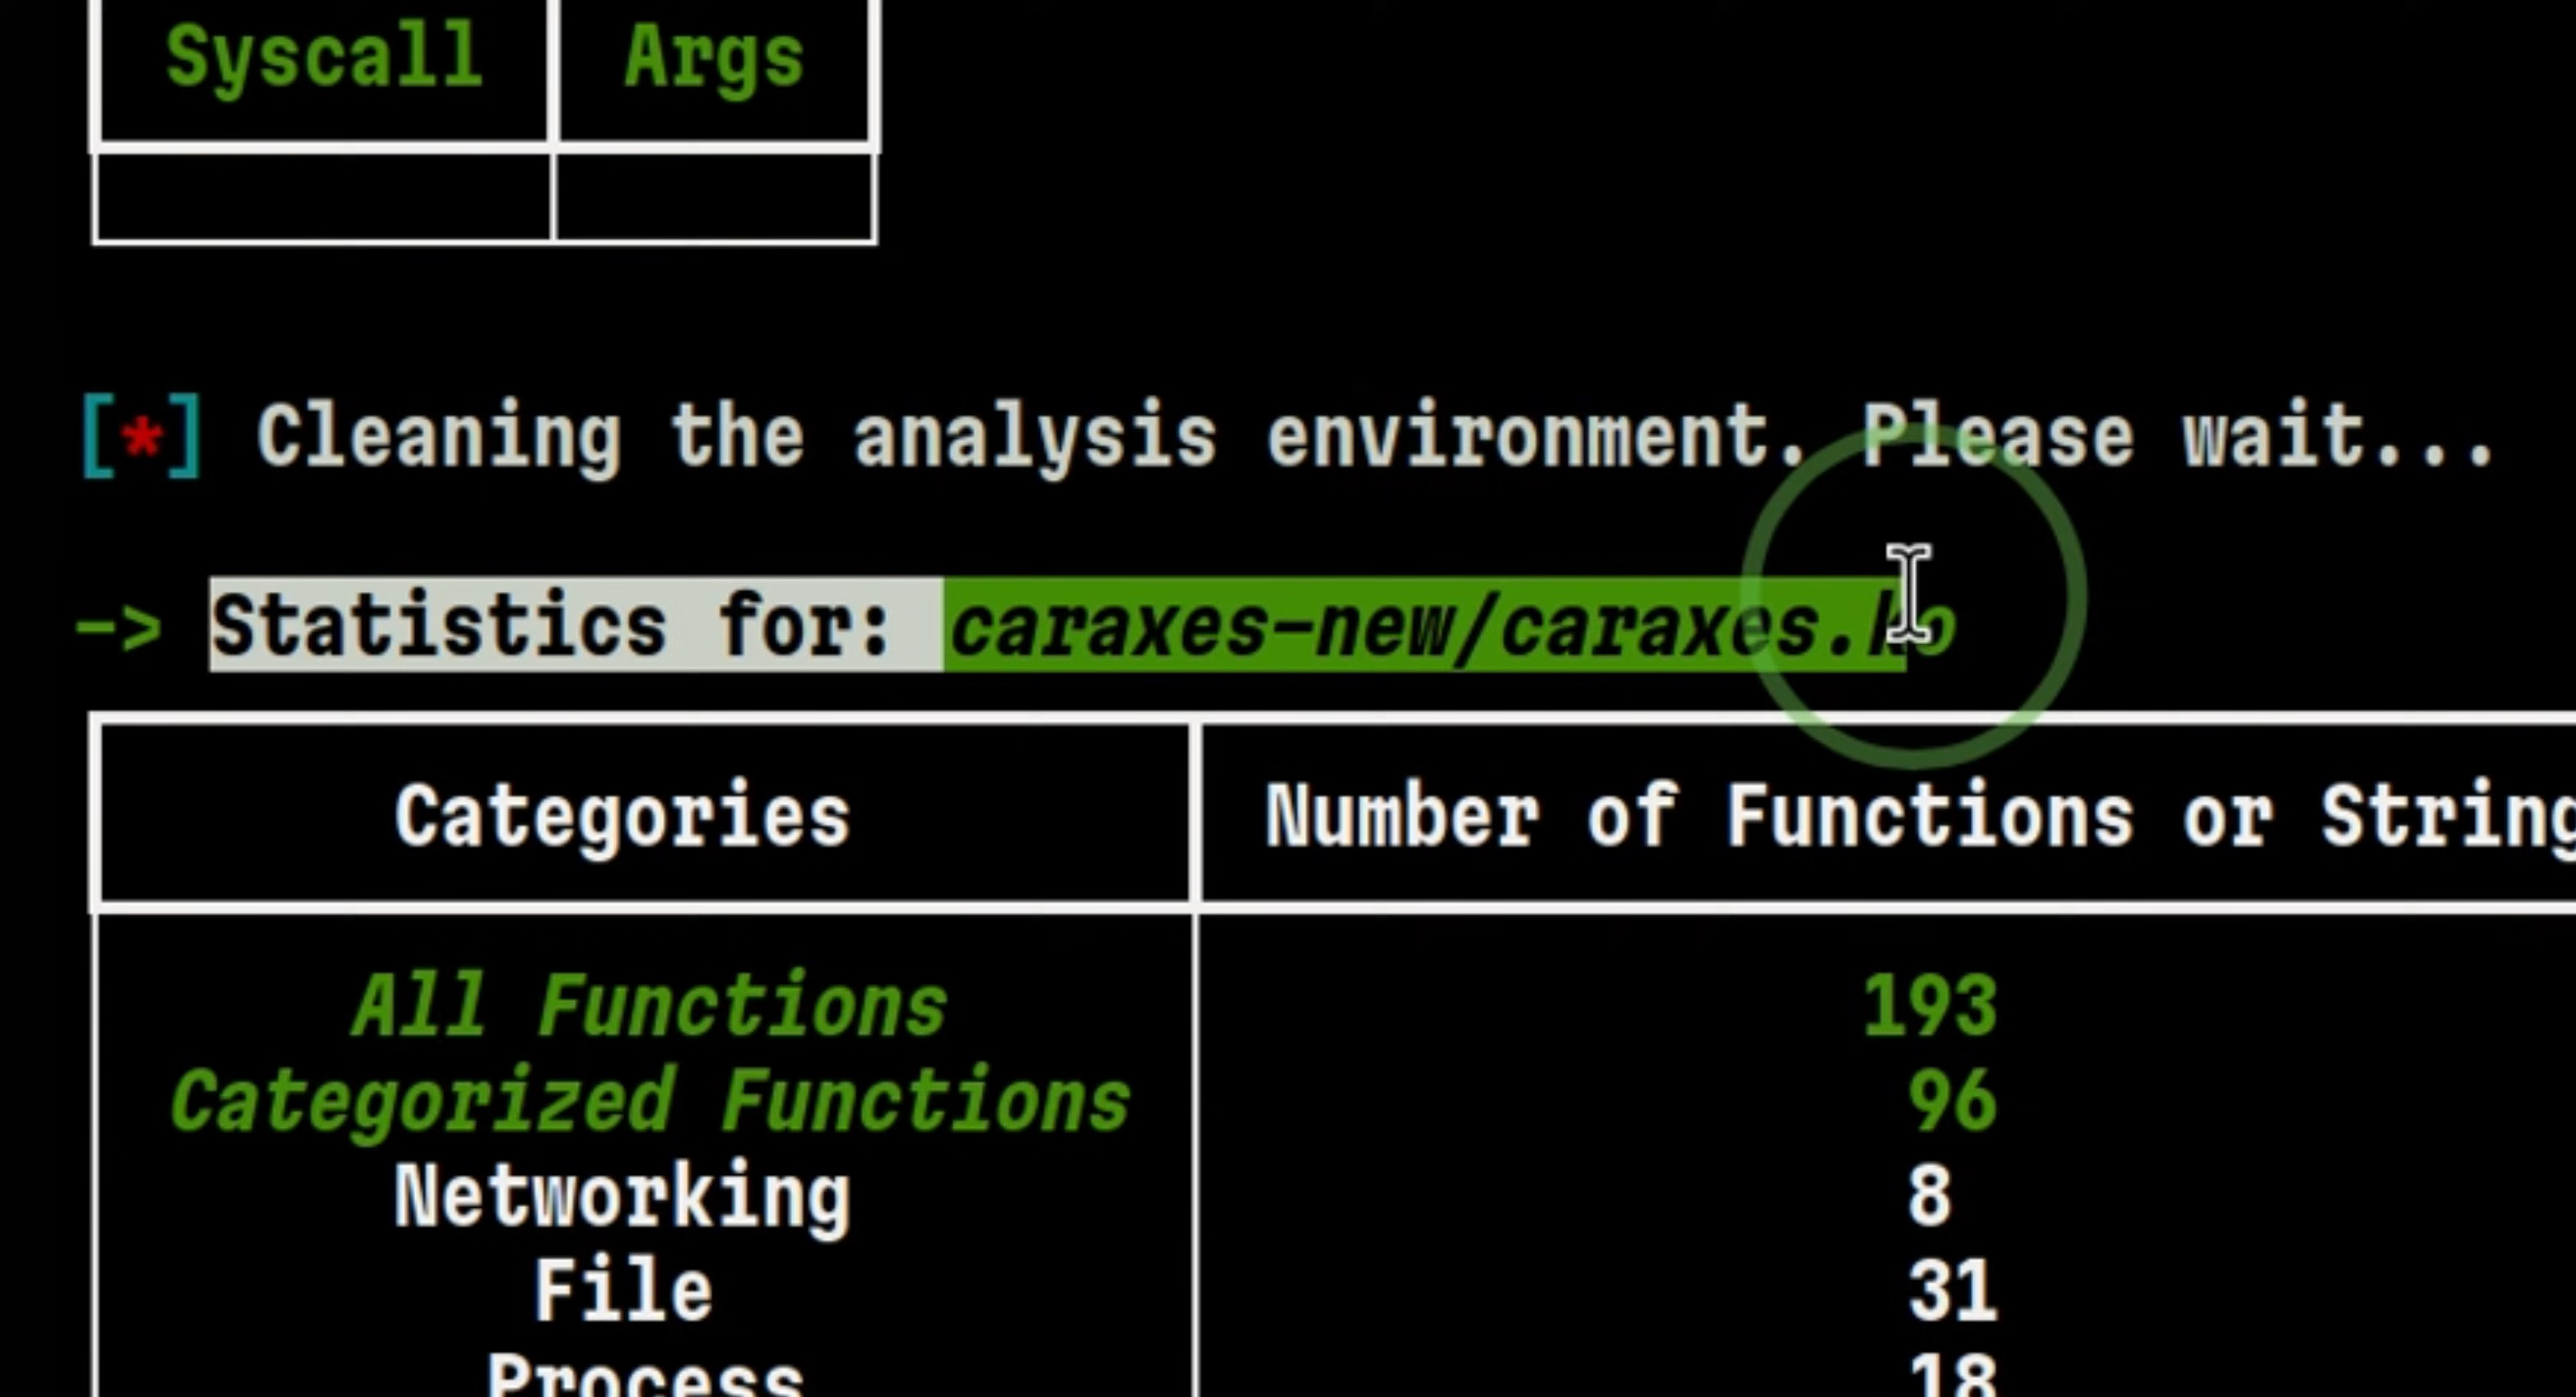 Syscall Args
[*] Cleaning the analysis environment. Please wait...
-> Statistics for: caraxes-new/caraxes.ko
Categories Number of Functions or String
All Functions 193
Categorized Functions 96
Networking 8
File 31
Process 18